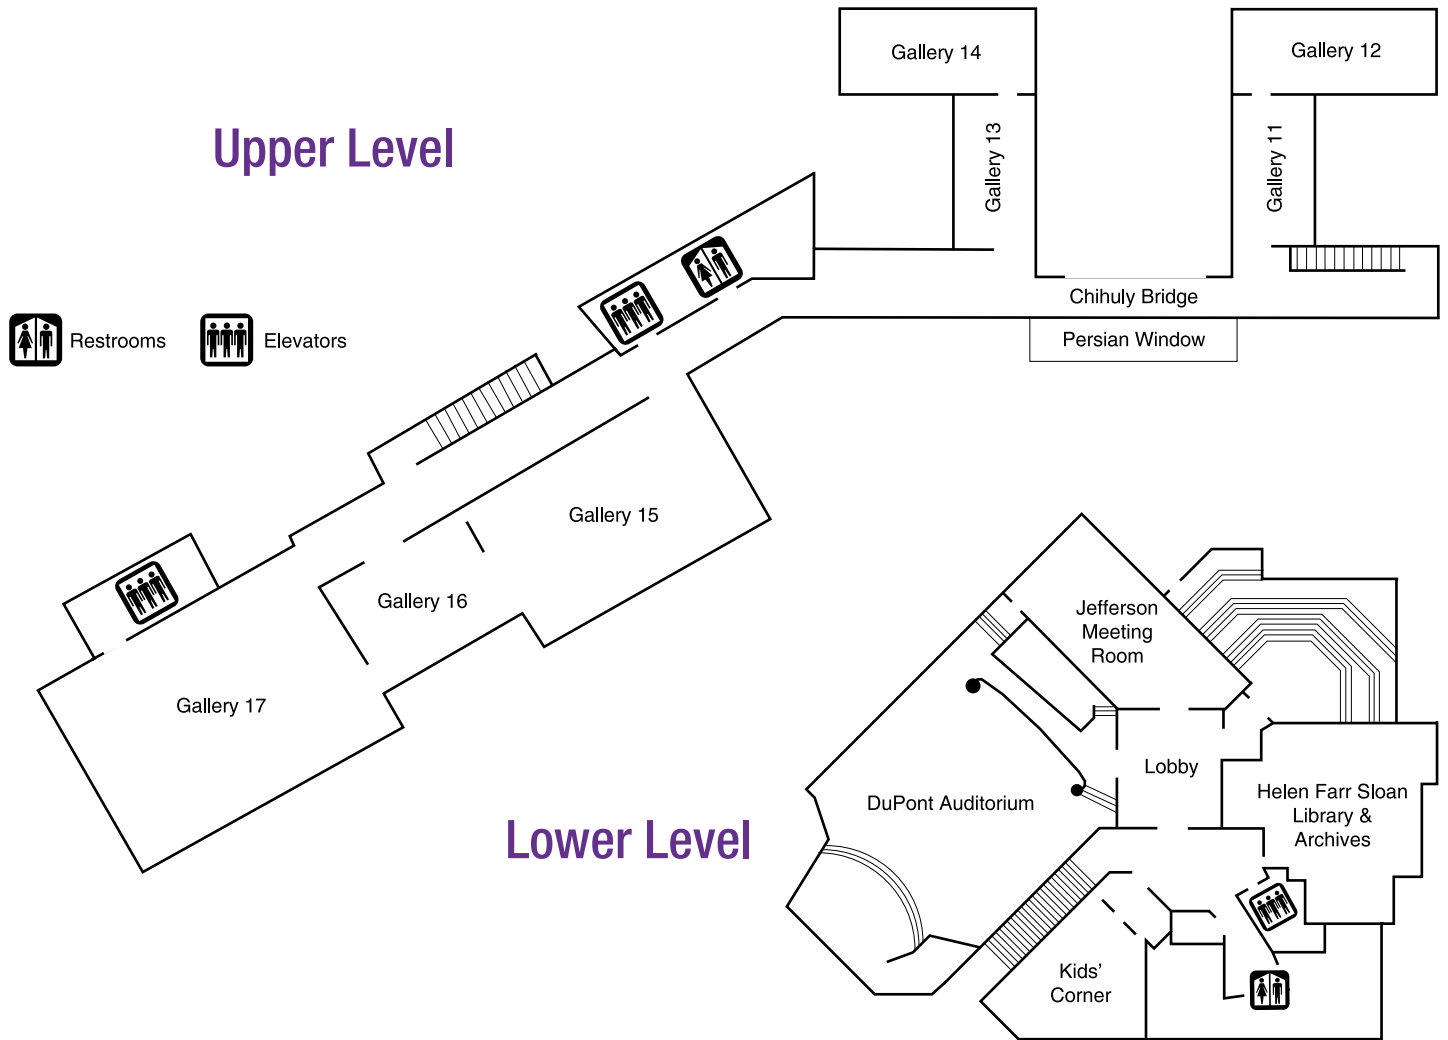 Gallery 14
Gallery 12
Upper Level
Gallery 13
Gallery 11
Chihuly Bridge
Persian Window
Restrooms
Elevators
Gallery 15
Gallery 16
Gallery 17
Jefferson
Meeting
Room
Lobby
DuPont Auditorium
Helen Farr Sloan
Library &
Archives
Lower Level
Kids'
Corner